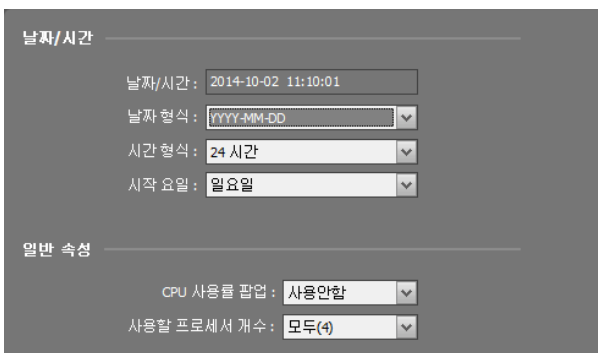 날짜/시간
날짜/시간 : 2014-10-02 11:10:01
날짜 형식 : YYYY-MM-DD
시간 형식 : 24 시간
시작 요일 : 일요일
일반 속성
CPU 사용률 팝업 : 사용안함
사용할 프로세서 개수 : 모두(4)